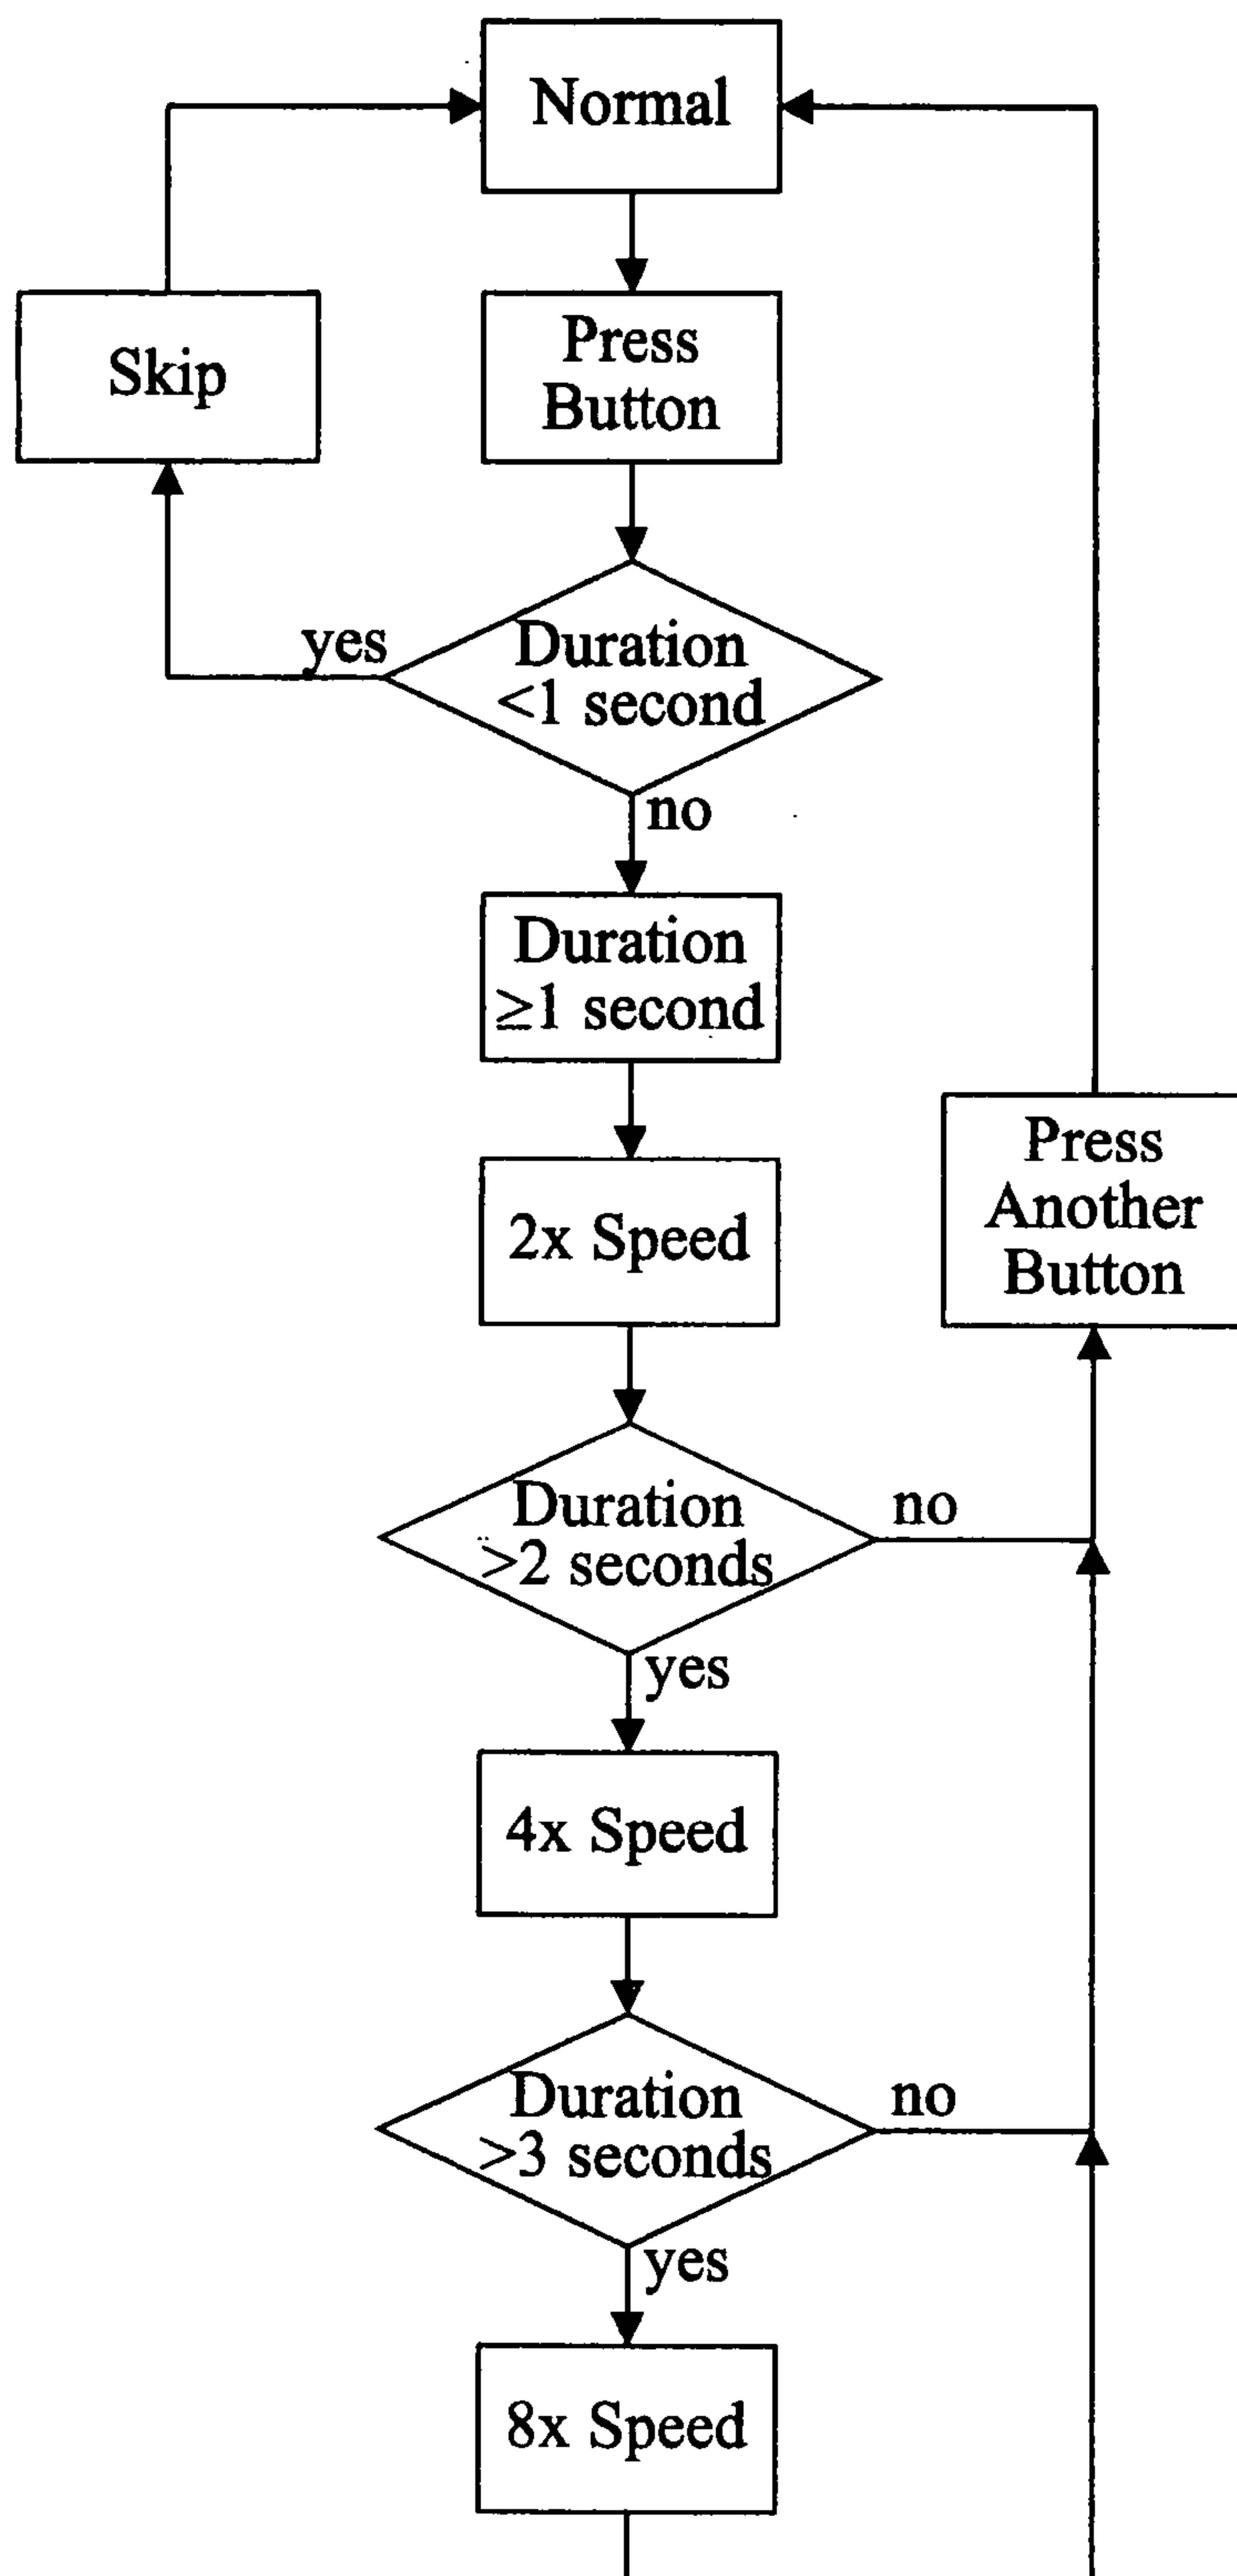 Normal
Skip
Press
Button
yes
Duration
<1 second
no
Duration
≥1 second
2x Speed
Press
Another
Button
Duration
>2 seconds
no
yes
4x Speed
Duration
>3 seconds
no
yes
8x Speed